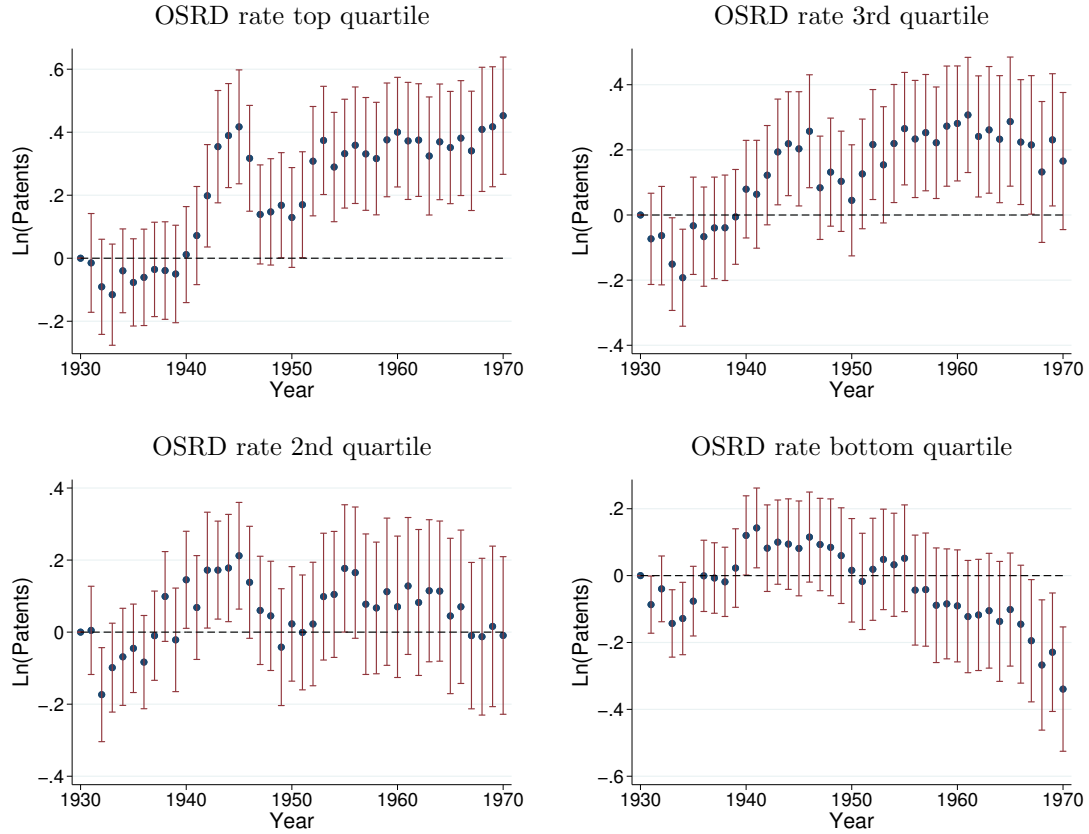 OSRD rate top quartile
.6
.4
.2
0
-.2
Ln(Patents)
1930 1940 1950 1960 1970
Year
OSRD rate 3rd quartile
.4
.2
0
-.2
-.4
Ln(Patents)
1930 1940 1950 1960 1970
Year
OSRD rate 2nd quartile
.4
.2
0
-.2
-.4
Ln(Patents)
1930 1940 1950 1960 1970
Year
OSRD rate bottom quartile
0.2
0
-.2
-.4
-.6
Ln(Patents)
1930 1940 1950 1960 1970
Year